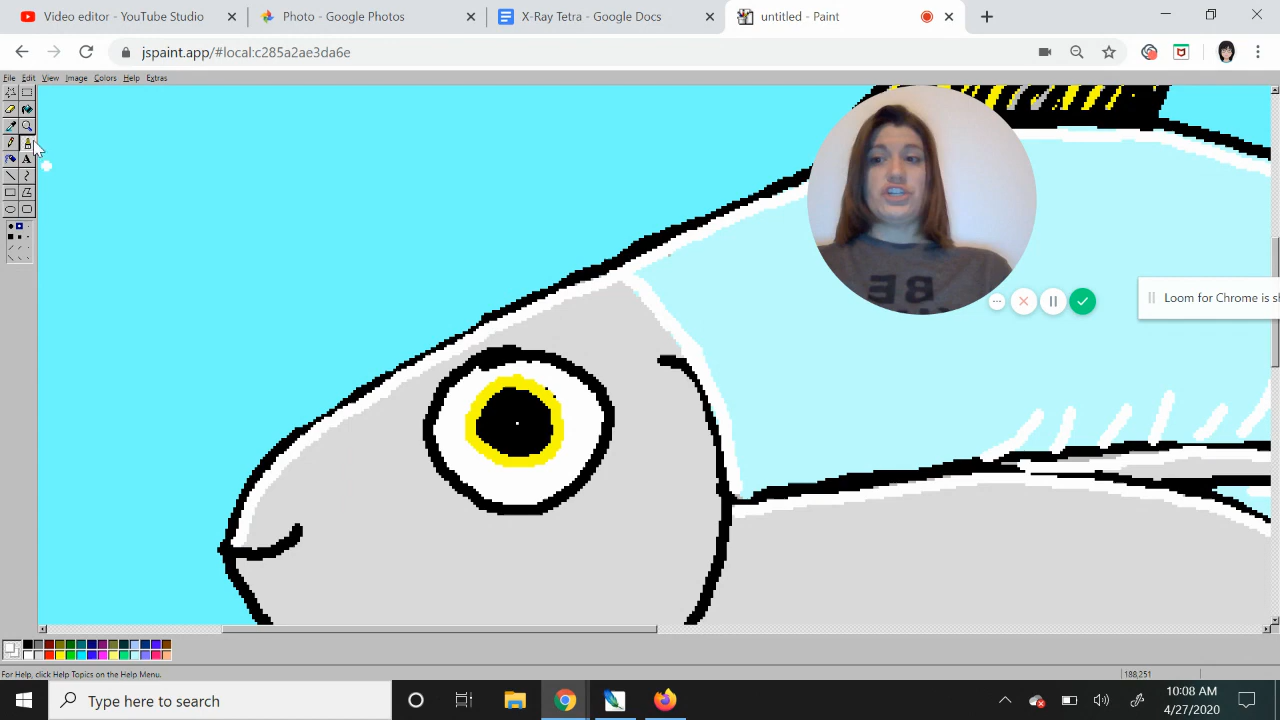 Video editor - YouTube Studio
Photo - Google Photos
X-Ray Tetra - Google Docs
untitled - Paint
jspaint.app/#local:c285a2ae3da6e
File Edit View Image Colors Help Extras
A
BE
Loom for Chrome is s
For Help, click Help Topics on the Help Menu.
188,251
Type here to search
10:08 AM
4/27/2020